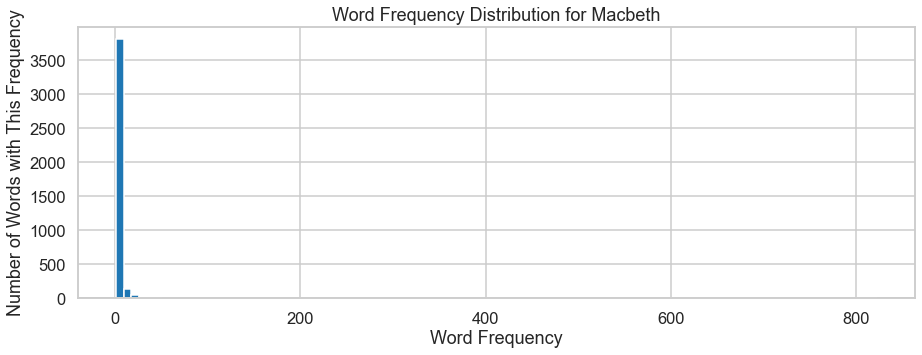 Word Frequency Distribution for Macbeth
Number of Words with This Frequency
3500
3000
2500
2000
1500
1000
500
0
0 200 400 600 800
Word Frequency